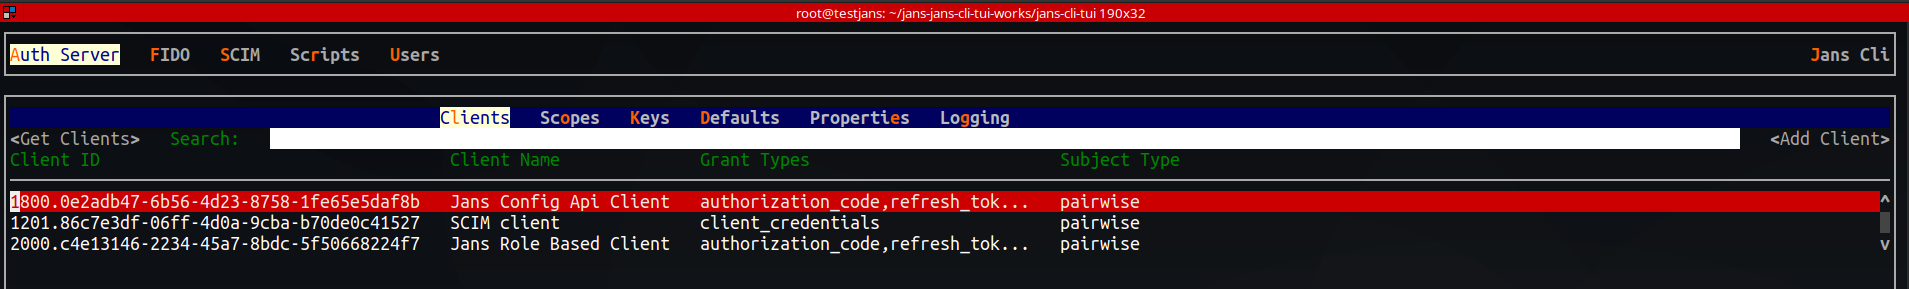 root@testjans: ~/jans-jans-cli-tui-works/jans-cli-tui 190x32
Auth Server FIDO SCIM Scripts Users Jans Cli
Clients Scopes Keys Defaults Properties Logging
<Get Clients> Search: <Add Client>
Client ID Client Name Grant Types Subject Type
1800.0e2adb47-6b56-4d23-8758-1fe65e5daf8b Jans Config Api Client authorization_code,refresh_tok... pairwise ^
1201.86c7e3df-06ff-4d0a-9cba-b70de0c41527 SCIM client client_credentials pairwise
2000.c4e13146-2234-45a7-8bdc-5f50668224f7 Jans Role Based Client authorization_code,refresh_tok... pairwise v